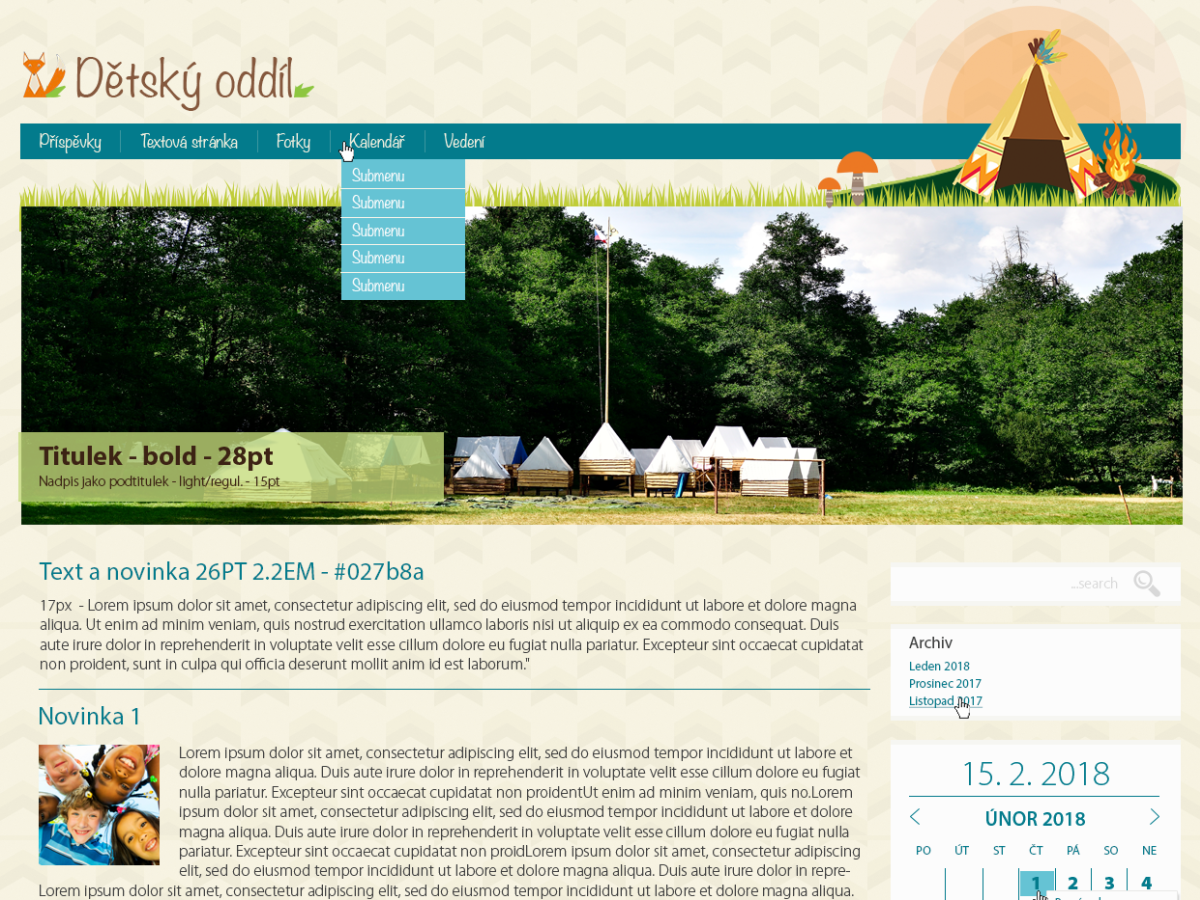 Dětský oddíl
Příspěvky
Textová stránka
Fotky
Kalendář
Vedení
Submenu
Submenu
Submenu
Submenu
Submenu
Titulek - bold - 28pt
Nadpis jako podtitulek - light/regul. - 15pt
Text a novinka 26PT 2.2EM - #027b8a
17px - Lorem ipsum dolor sit amet, consectetur adipiscing elit, sed do eiusmod tempor incididunt ut labore et dolore magna
aliqua. Ut enim ad minim veniam, quis nostrud exercitation ullamco laboris nisi ut aliquip ex ea commodo consequat. Duis
aute irure dolor in reprehenderit in voluptate velit esse cillum dolore eu fugiat nulla pariatur. Excepteur sint occaecat cupidatat
non proident, sunt in culpa qui officia deserunt mollit anim id est laborum."
Novinka 1
Lorem ipsum dolor sit amet, consectetur adipiscing elit, sed do eiusmod tempor incididunt ut labore et
dolore magna aliqua. Duis aute irure dolor in reprehenderit in voluptate velit esse cillum dolore eu fugiat
nulla pariatur. Excepteur sint occaecat cupidatat non proidentUt enim ad minim veniam, quis no.Lorem
ipsum dolor sit amet, consectetur adipiscing elit, sed do eiusmod tempor incididunt ut labore et dolore
magna aliqua. Duis aute irure dolor in reprehenderit in voluptate velit esse cillum dolore eu fugiat nulla
pariatur. Excepteur sint occaecat cupidatat non proidLorem ipsum dolor sit amet, consectetur adipiscing
elit, sed do eiusmod tempor incididunt ut labore et dolore magna aliqua. Duis aute irure dolor in repre-
Lorem ipsum dolor sit amet, consectetur adipiscing elit, sed do eiusmod tempor incididunt ut labore et dolore magna aliqua.
...search
Archiv
Leden 2018
Prosinec 2017
Listopad 2017
15. 2. 2018
ÚNOR 2018
PO ÚT ST ČT PÁ SO NE
1 2 3 4